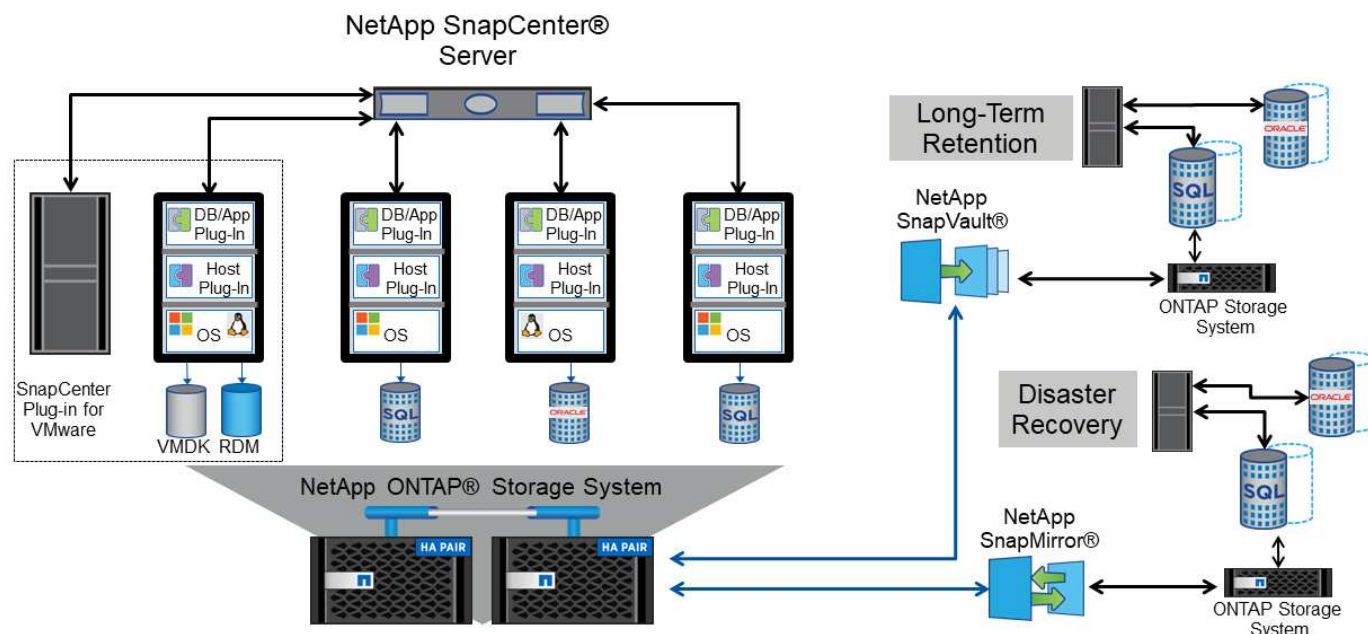 NetApp SnapCenter®
Server
DB/App
Plug-In
Host
Plug-In
OS
DB/App
Plug-In
Host
Plug-In
OS
DB/App
Plug-In
Host
Plug-In
OS
DB/App
Plug-In
Host
Plug-In
OS
SnapCenter
Plug-in for
VMware
VMDK
RDM
SQL
ORACLE
SQL
NetApp ONTAP® Storage System
HA PAIR
HA PAIR
Long-Term
Retention
ORACLE
SQL
NetApp
SnapVault®
ONTAP Storage
System
Disaster
Recovery
ORACLE
SQL
NetApp
SnapMirror®
ONTAP Storage
System